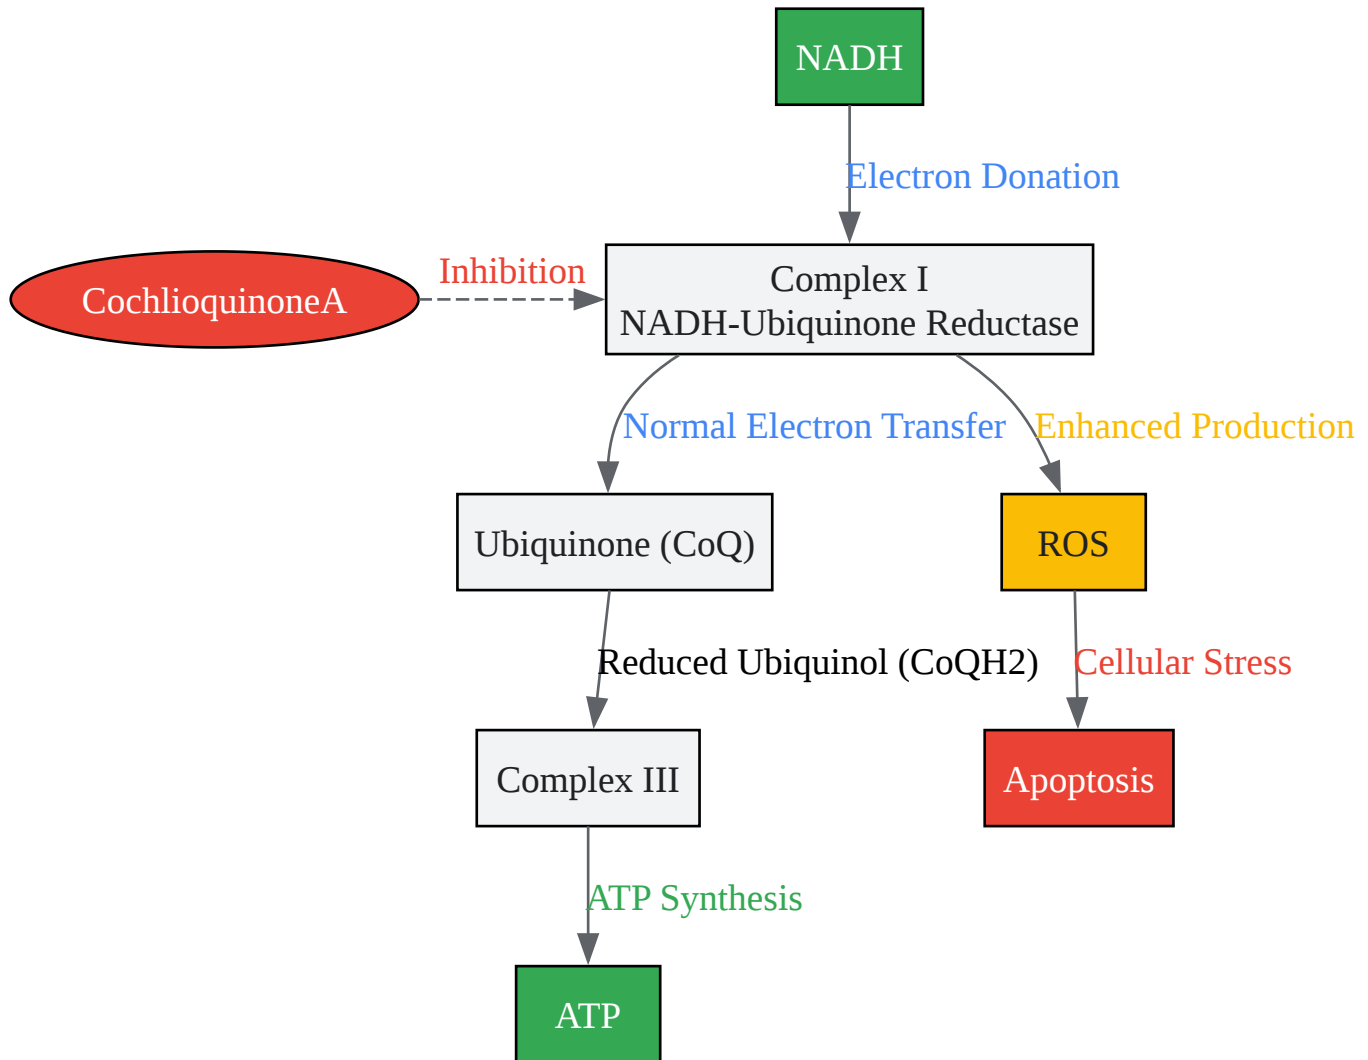 NADH
Electron Donation
Inhibition
CochlioquinoneA
Complex I
NADH-Ubiquinone Reductase
Normal Electron Transfer
Enhanced Production
Ubiquinone (CoQ)
ROS
Reduced Ubiquinol (CoQH2)
Cellular Stress
Complex III
Apoptosis
ATP Synthesis
ATP